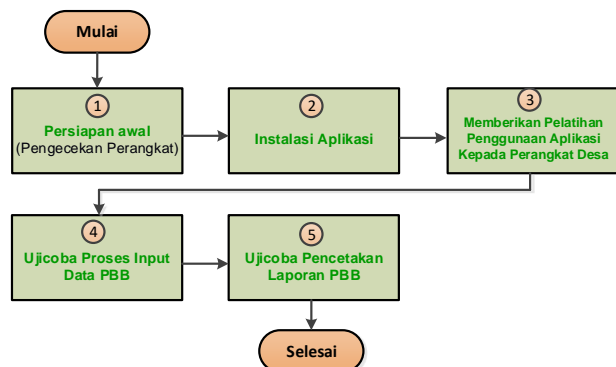 Mulai
1
Persiapan awal
(Pengecekan Perangkat)
2
Instalasi Aplikasi
3
Memberikan Pelatihan
Penggunaan Aplikasi
Kepada Perangkat Desa
4
Ujicoba Proses Input
Data PBB
5
Ujicoba Pencetakan
Laporan PBB
Selesai